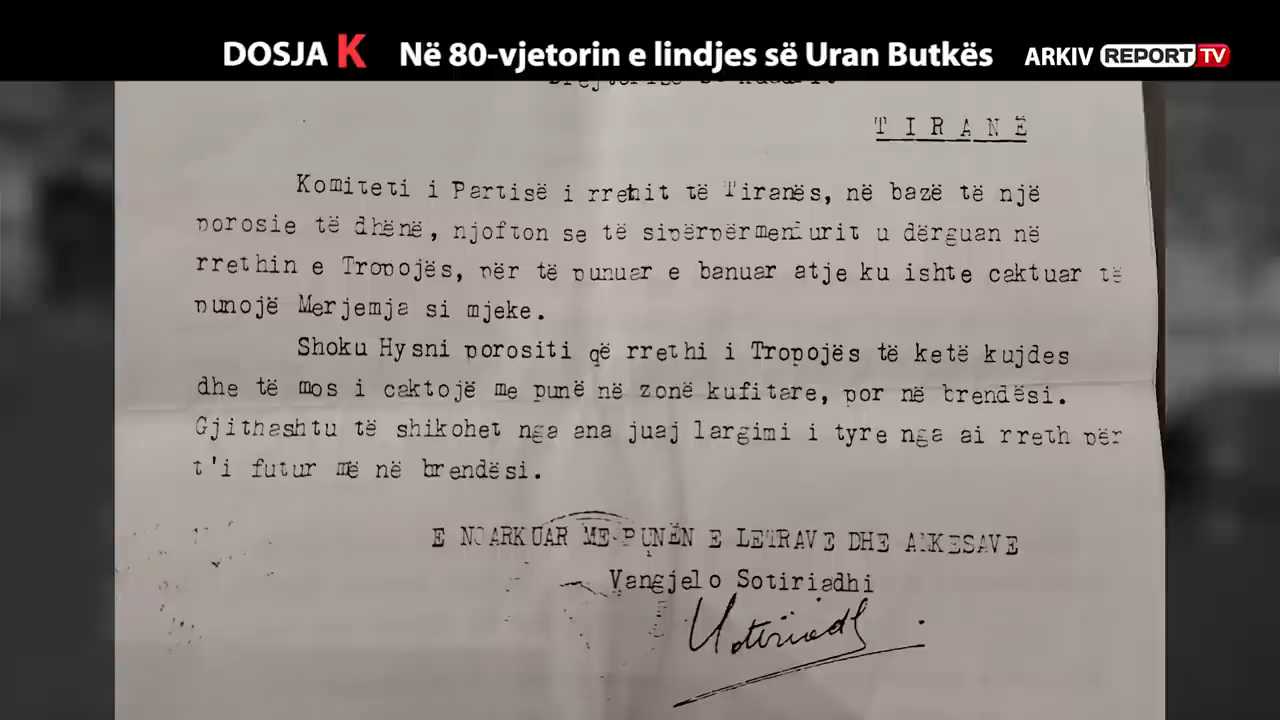 DOSJA K Në 80-vjetorin e lindjes së Uran Butkës ARKIV REPORT TV
T I R A N Ë
Komiteti i Partisë i rrethit të Tiranës, në bazë të një
porosie të dhënë, njofton se të sipërpërmendurit u dërguan në
rrethin e Tropojës, për të punuar e banuar atje ku ishte caktuar të
punojë Merjemja si mjeke.
Shoku Hysni porositi që rrethi i Tropojës të ketë kujdes
dhe të mos i caktojë me punë në zonë kufitare, por në brendësi.
Gjithashtu të shikohet nga ana juaj largimi i tyre nga ai rreth për
t'i futur më në brendësi.
E NGARKUAR ME PUNËN E LETRAVE DHE ANKESAVE
Vangjelo Sotiriadhi